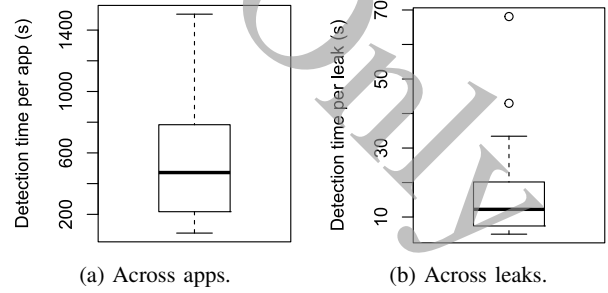 Detection time per app (s)
200
600
1000
1400
(a) Across apps.
Detection time per leak (s)
10
30
50
70
(b) Across leaks.
Only